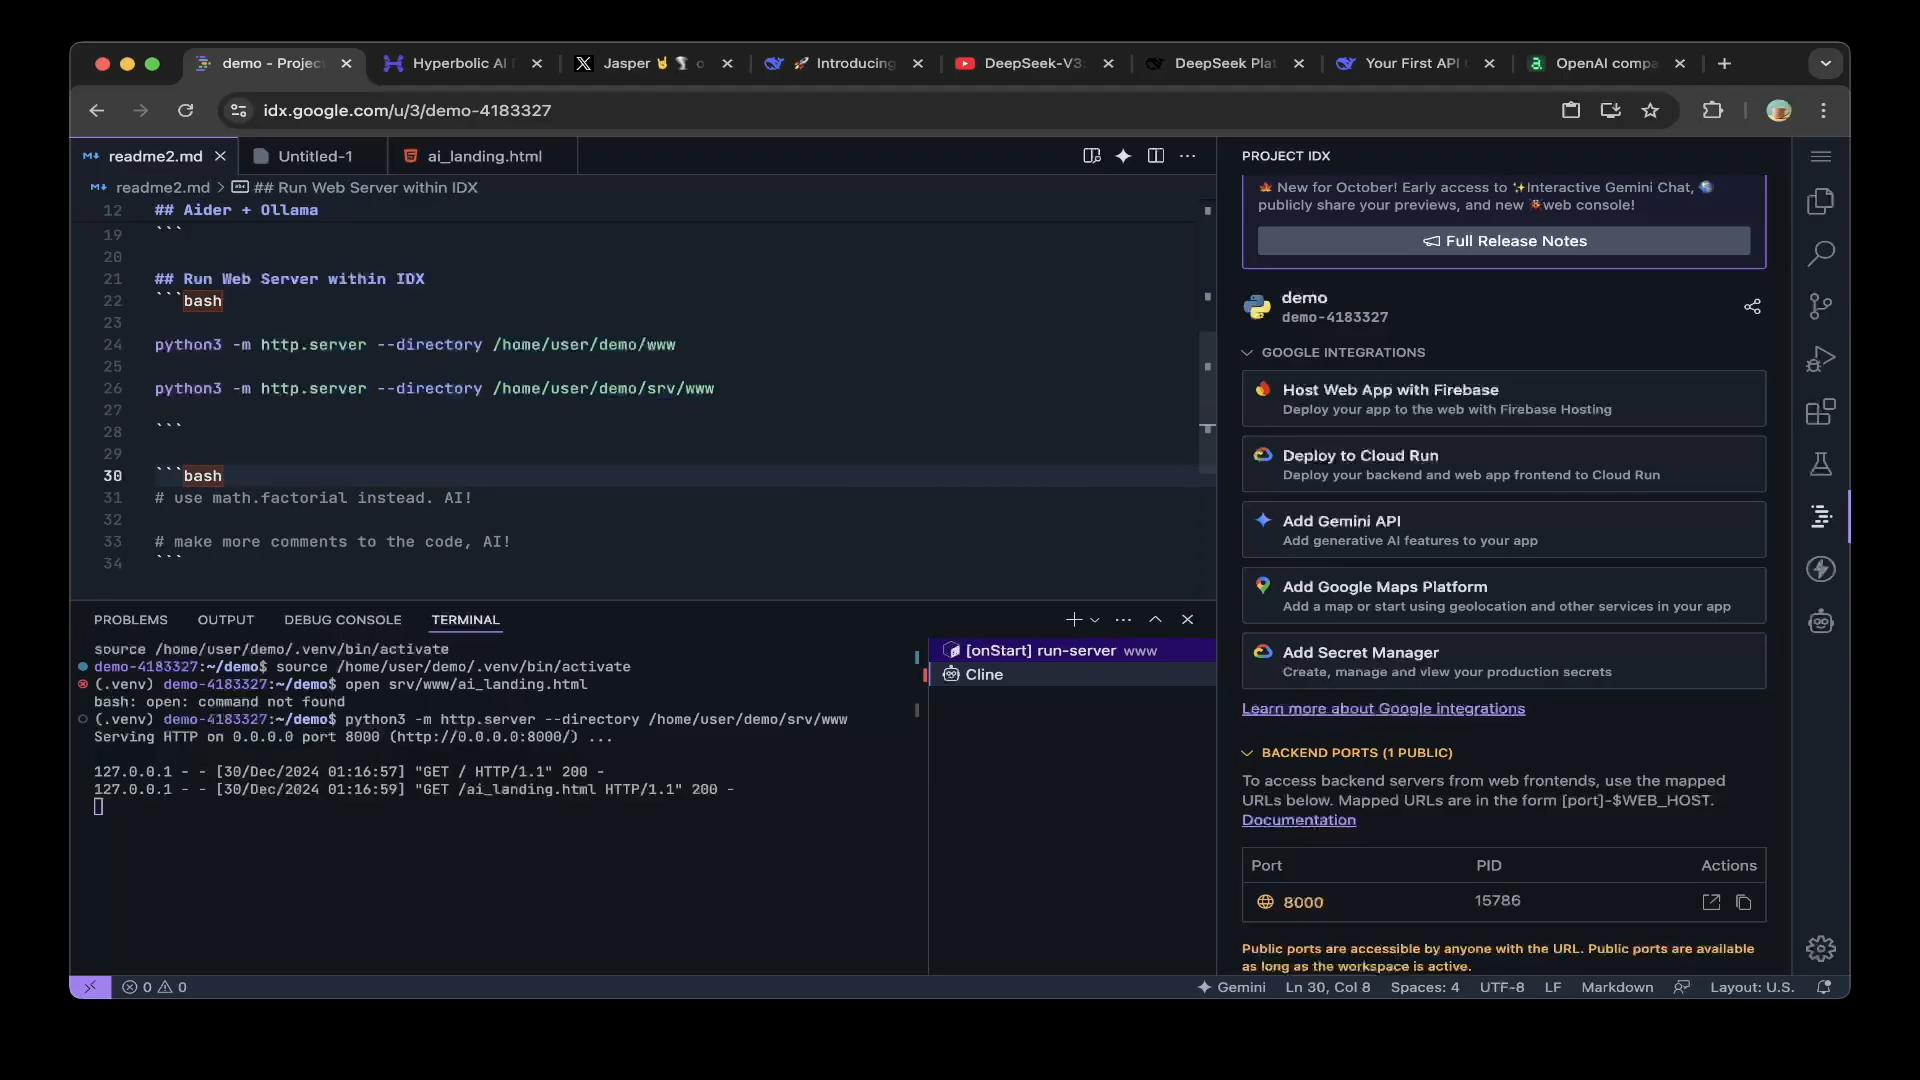 demo - Projec
Hyperbolic AI
Jasper
Introducing
DeepSeek-V3
DeepSeek Plat
Your First API
OpenAI compa
idx.google.com/u/3/demo-4183327
readme2.md
Untitled-1
ai_landing.html
readme2.md > ## Run Web Server within IDX
12 ## Aider + Ollama
19 ```
20
21 ## Run Web Server within IDX
22 ```bash
23
24 python3 -m http.server --directory /home/user/demo/www
25
26 python3 -m http.server --directory /home/user/demo/srv/www
27
28 ```
29
30 ```bash
31 # use math.factorial instead. AI!
32
33 # make more comments to the code, AI!
34 ```
PROBLEMS OUTPUT DEBUG CONSOLE TERMINAL
source /home/user/demo/.venv/bin/activate
demo-4183327:~/demo$ source /home/user/demo/.venv/bin/activate
(.venv) demo-4183327:~/demo$ open srv/www/ai_landing.html
bash: open: command not found
(.venv) demo-4183327:~/demo$ python3 -m http.server --directory /home/user/demo/srv/www
Serving HTTP on 0.0.0.0 port 8000 (http://0.0.0.0:8000/) ...
127.0.0.1 - - [30/Dec/2024 01:16:57] "GET / HTTP/1.1" 200 -
127.0.0.1 - - [30/Dec/2024 01:16:59] "GET /ai_landing.html HTTP/1.1" 200 -
[onStart] run-server www
Cline
PROJECT IDX
New for October! Early access to ✨Interactive Gemini Chat,
publicly share your previews, and new web console!
Full Release Notes
demo
demo-4183327
GOOGLE INTEGRATIONS
Host Web App with Firebase
Deploy your app to the web with Firebase Hosting
Deploy to Cloud Run
Deploy your backend and web app frontend to Cloud Run
Add Gemini API
Add generative AI features to your app
Add Google Maps Platform
Add a map or start using geolocation and other services in your app
Add Secret Manager
Create, manage and view your production secrets
Learn more about Google integrations
BACKEND PORTS (1 PUBLIC)
To access backend servers from web frontends, use the mapped
URLs below. Mapped URLs are in the form [port]-$WEB_HOST.
Documentation
Port PID Actions
8000 15786
Public ports are accessible by anyone with the URL. Public ports are available
as long as the workspace is active.
0 0
Gemini Ln 30, Col 8 Spaces: 4 UTF-8 LF Markdown Layout: U.S.